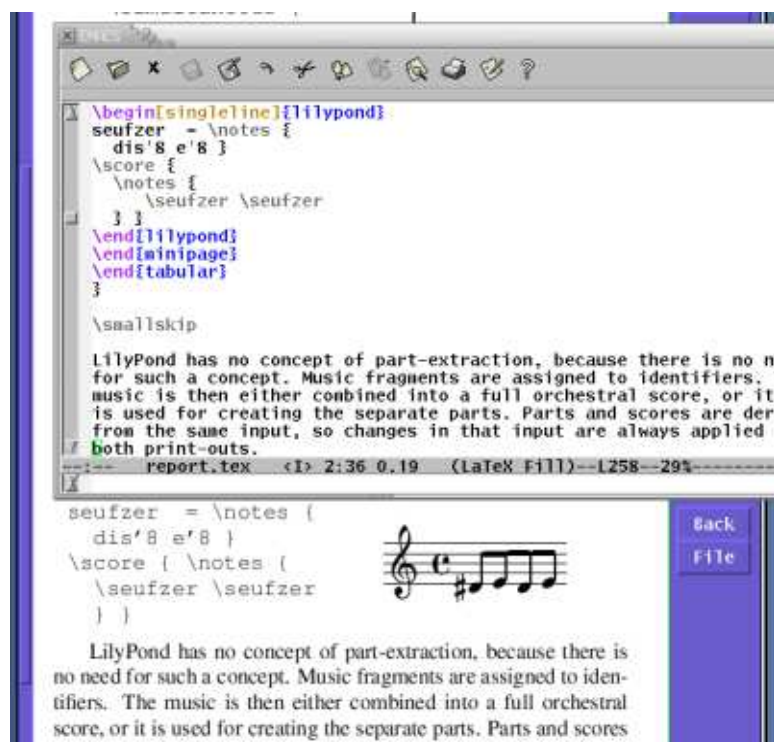 \begin[singleline]{lilypond}
seufzer = \notes {
dis'8 e'8 }
\score {
\notes {
\seufzer \seufzer
} }
\end{lilypond}
\end{minipage}
\end{tabular}
}
\smallskip
LilyPond has no concept of part-extraction, because there is no n
for such a concept. Music fragments are assigned to identifiers.
music is then either combined into a full orchestral score, or it
is used for creating the separate parts. Parts and scores are der
from the same input, so changes in that input are always applied
both print-outs.
--:-- report.tex <I> 2:36 0.19 (LaTeX Fill)--L258--29%--------
seufzer = \notes {
dis'8 e'8 }
\score { \notes {
\seufzer \seufzer
} }
Back
File
LilyPond has no concept of part-extraction, because there is
no need for such a concept. Music fragments are assigned to iden-
tifiers. The music is then either combined into a full orchestral
score, or it is used for creating the separate parts. Parts and scores